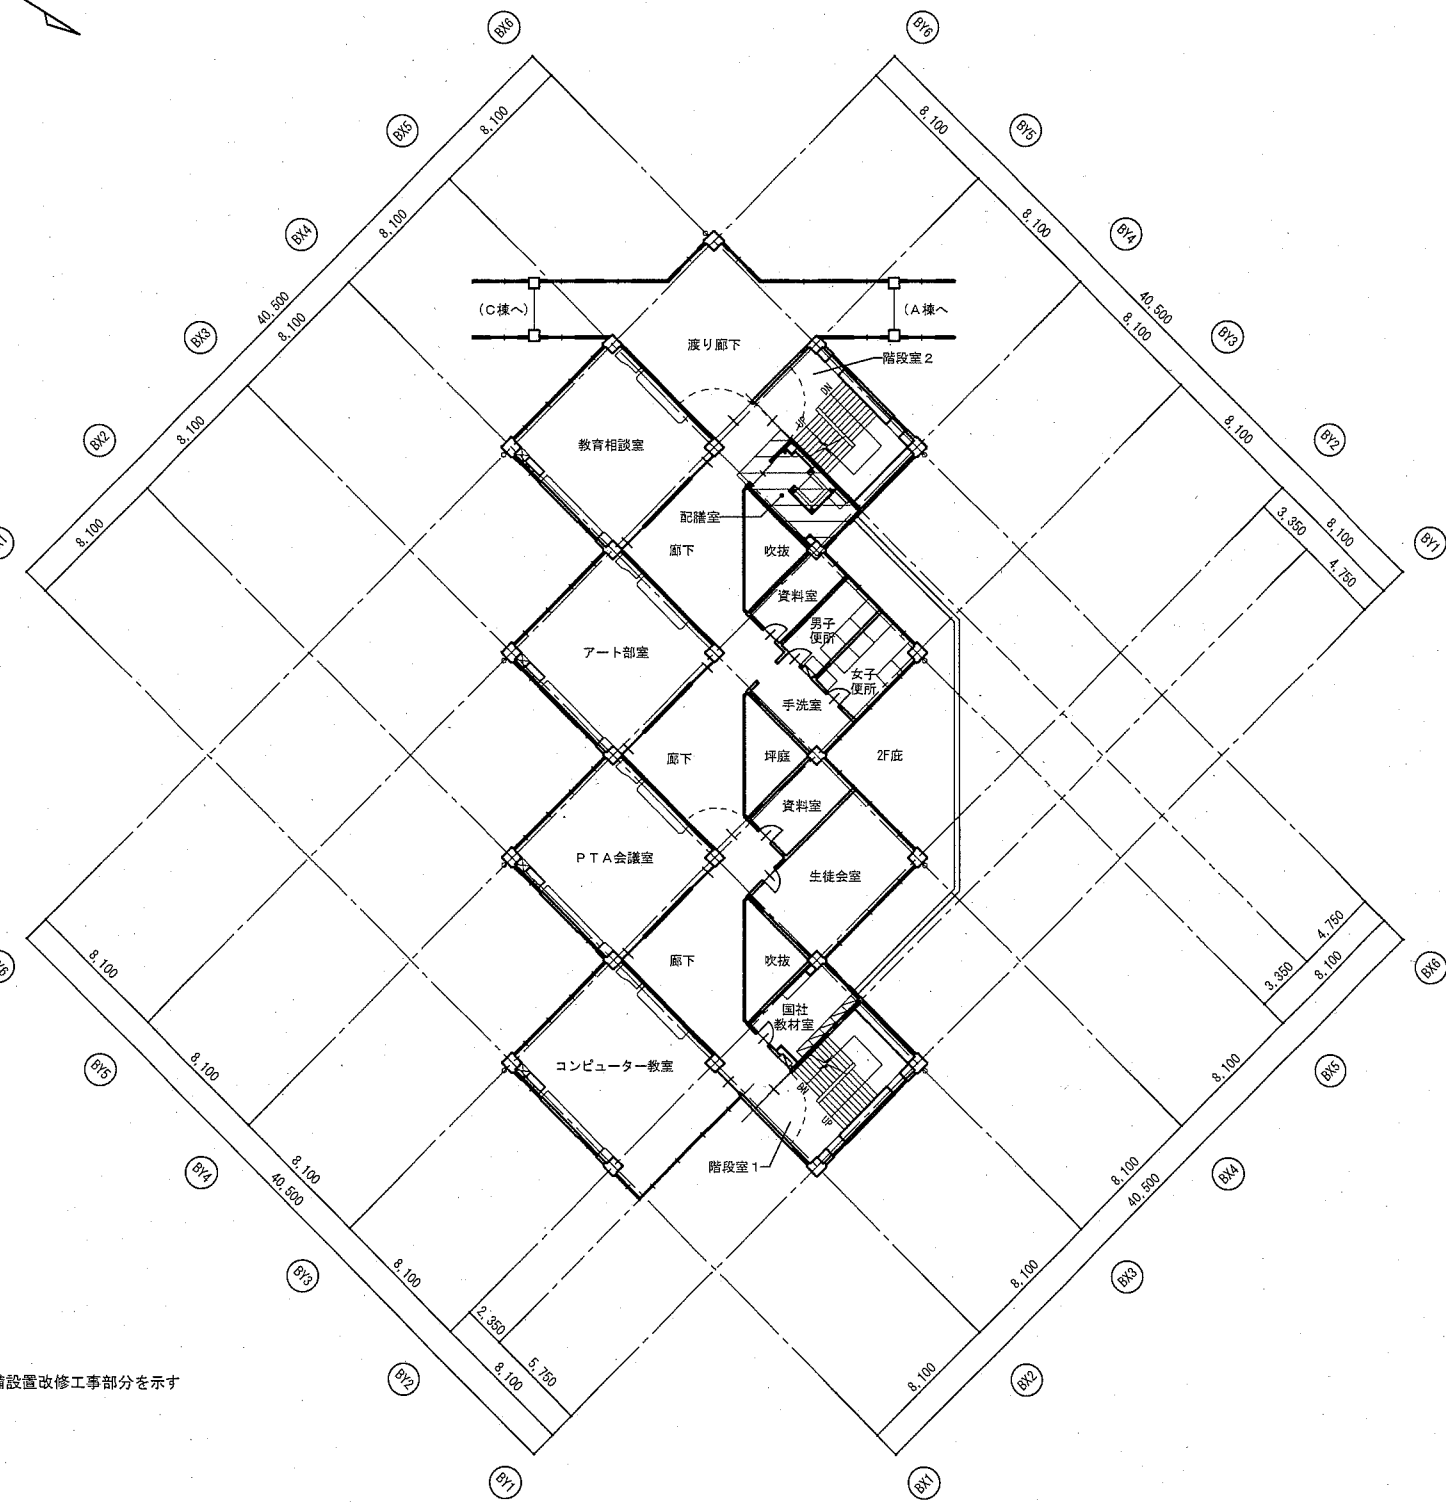 BX6
BY6
BX5
8,100
8,100
BY5
BX4
8,100
8,100
BY4
(C棟へ)
(A棟へ
BX3
40,500
8,100
渡り廊下
階段室2
8,100
40,500
BY3
DN
UP
BX2
8,100
教育相談室
8,100
BY2
配膳室
8,100
廊下
吹抜
3,350
8,100
4,750
BY1
資料室
男子
便所
アート部室
女子
便所
手洗室
廊下
坪庭
2F庇
資料室
PTA会議室
生徒会室
8,100
廊下
吹抜
4,750
3,350
8,100
BX6
国社
教材室
BY5
8,100
コンピューター教室
DN
UP
8,100
BX5
階段室1
BY4
8,100
40,500
8,100
40,500
BX4
BY3
8,100
8,100
BX3
2,350
5,750
8,100
設置改修工事部分を示す
BY2
8,100
BX2
BY1
BX1